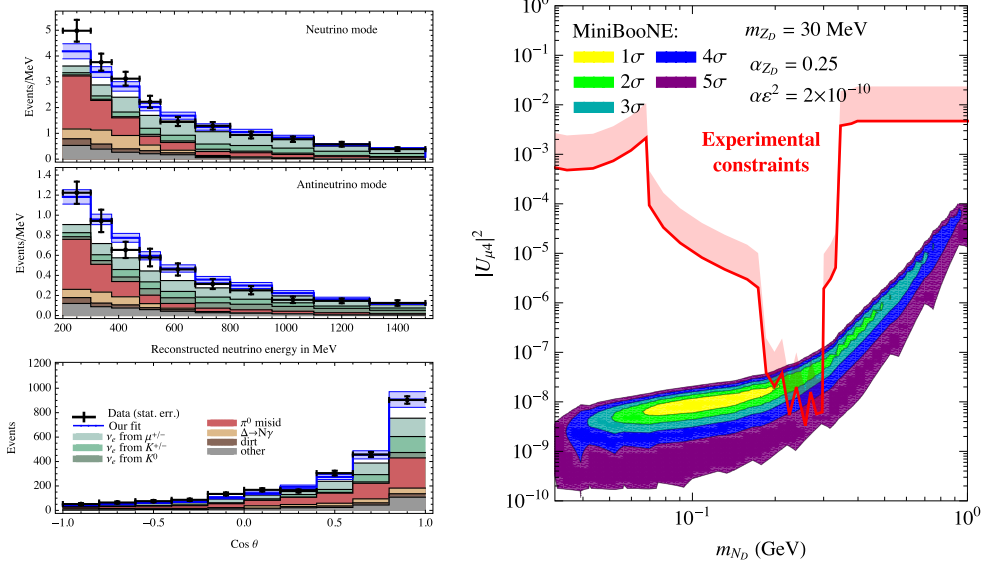 Neutrino mode
Events/MeV
5
4
3
2
1
0
Antineutrino mode
Events/MeV
1.4
1.2
1.0
0.8
0.6
0.4
0.2
0.0
200 400 600 800 1000 1200 1400
Reconstructed neutrino energy in MeV
Events
1200
1000
800
600
400
200
0
Data (stat. err.)
Our fit
νe from μ+/−
νe from K+/−
νe from K0
π0 misid
Δ→Nγ
dirt
other
−1.0 −0.5 0.0 0.5 1.0
Cos θ
MiniBooNE:
1σ
2σ
3σ
4σ
5σ
mZD = 30 MeV
αZD = 0.25
αε² = 2×10−10
Experimental
constraints
|Uμ4|²
10⁰
10−1
10−2
10−3
10−4
10−5
10−6
10−7
10−8
10−9
10−10
10−1 10⁰
mND (GeV)